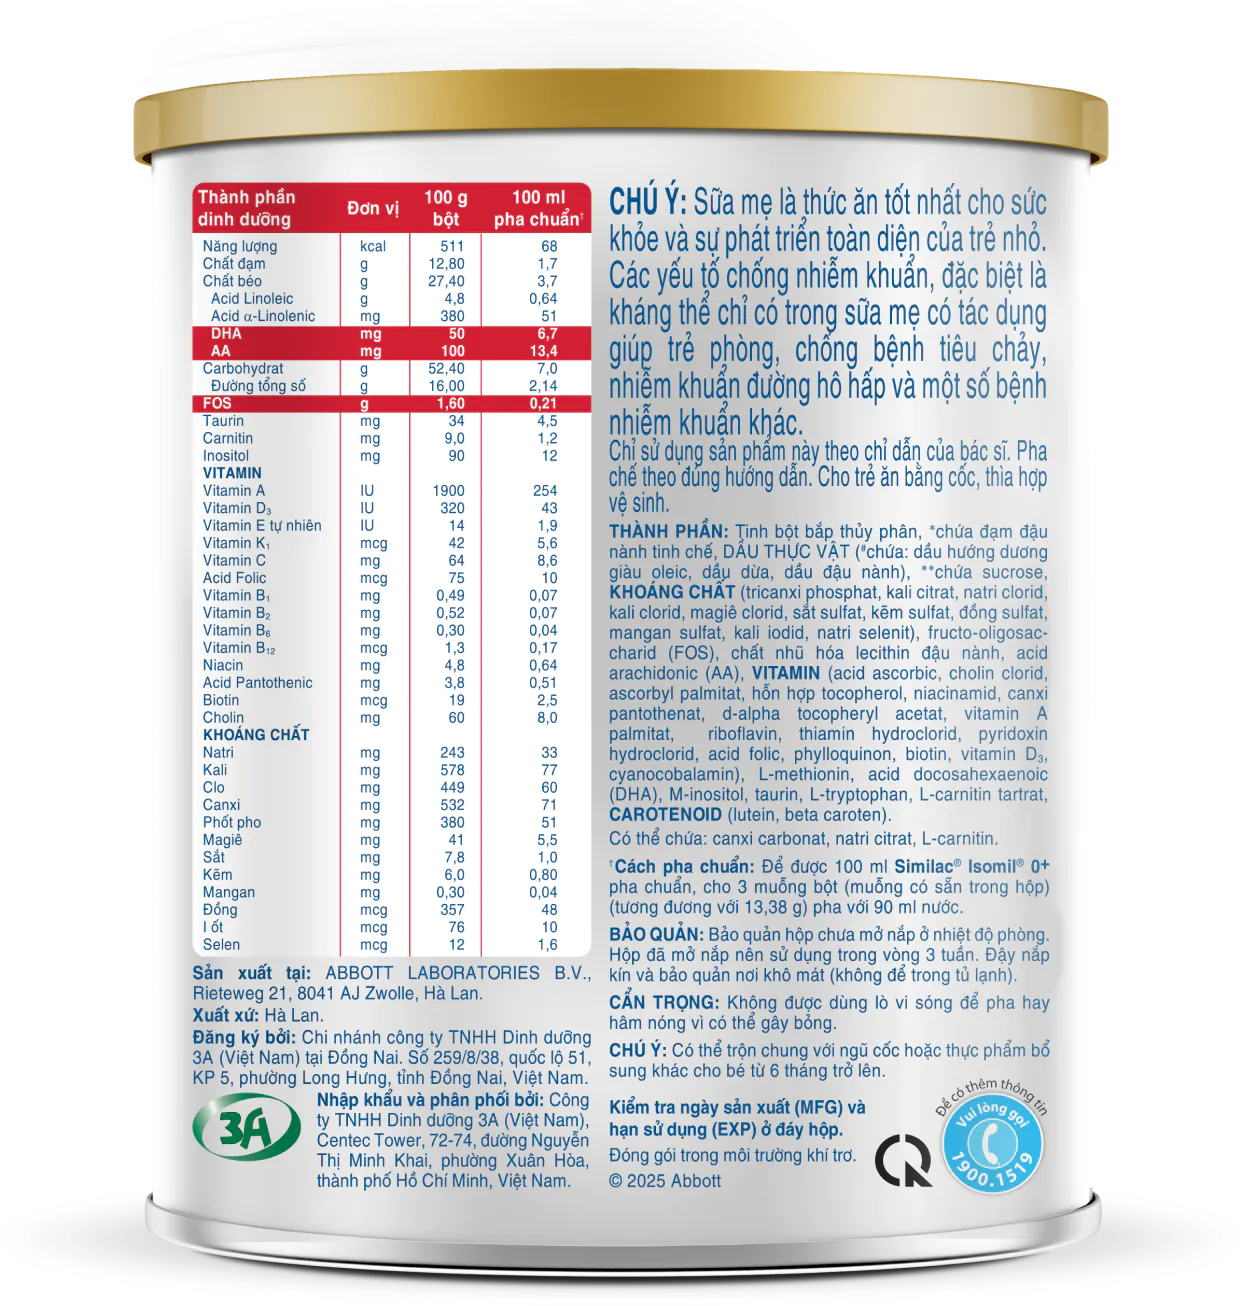 Thành phần dinh dưỡng | Đơn vị | 100 g bột | 100 ml pha chuẩn†
Năng lượng kcal 511 68
Chất đạm g 12,80 1,7
Chất béo g 27,40 3,7
Acid Linoleic g 4,8 0,64
Acid α-Linolenic mg 380 51
DHA mg 50 6,7
AA mg 100 13,4
Carbohydrat g 52,40 7,0
Đường tổng số g 16,00 2,14
FOS g 1,60 0,21
Taurin mg 34 4,5
Carnitin mg 9,0 1,2
Inositol mg 90 12
VITAMIN
Vitamin A IU 1900 254
Vitamin D₃ IU 320 43
Vitamin E tự nhiên IU 14 1,9
Vitamin K₁ mcg 42 5,6
Vitamin C mg 64 8,6
Acid Folic mcg 75 10
Vitamin B₁ mg 0,49 0,07
Vitamin B₂ mg 0,52 0,07
Vitamin B₆ mg 0,30 0,04
Vitamin B₁₂ mcg 1,3 0,17
Niacin mg 4,8 0,64
Acid Pantothenic mg 3,8 0,51
Biotin mcg 19 2,5
Cholin mg 60 8,0
KHOÁNG CHẤT
Natri mg 243 33
Kali mg 578 77
Clo mg 449 60
Canxi mg 532 71
Phốt pho mg 380 51
Magiê mg 41 5,5
Sắt mg 7,8 1,0
Kẽm mg 6,0 0,80
Mangan mg 0,30 0,04
Đồng mcg 357 48
I ốt mcg 76 10
Selen mcg 12 1,6
Sản xuất tại: ABBOTT LABORATORIES B.V.,
Rieteweg 21, 8041 AJ Zwolle, Hà Lan.
Xuất xứ: Hà Lan.
Đăng ký bởi: Chi nhánh công ty TNHH Dinh dưỡng
3A (Việt Nam) tại Đồng Nai. Số 259/8/38, quốc lộ 51,
KP 5, phường Long Hưng, tỉnh Đồng Nai, Việt Nam.
3A
Nhập khẩu và phân phối bởi: Công
ty TNHH Dinh dưỡng 3A (Việt Nam),
Centec Tower, 72-74, đường Nguyễn
Thị Minh Khai, phường Xuân Hòa,
thành phố Hồ Chí Minh, Việt Nam.
CHÚ Ý: Sữa mẹ là thức ăn tốt nhất cho sức
khỏe và sự phát triển toàn diện của trẻ nhỏ.
Các yếu tố chống nhiễm khuẩn, đặc biệt là
kháng thể chỉ có trong sữa mẹ có tác dụng
giúp trẻ phòng, chống bệnh tiêu chảy,
nhiễm khuẩn đường hô hấp và một số bệnh
nhiễm khuẩn khác.
Chỉ sử dụng sản phẩm này theo chỉ dẫn của bác sĩ. Pha
chế theo đúng hướng dẫn. Cho trẻ ăn bằng cốc, thìa hợp
vệ sinh.
THÀNH PHẦN: Tinh bột bắp thủy phân, *chứa đạm đậu
nành tinh chế, DẦU THỰC VẬT (#chứa: dầu hướng dương
giàu oleic, dầu dừa, dầu đậu nành), **chứa sucrose,
KHOÁNG CHẤT (tricanxi phosphat, kali citrat, natri clorid,
kali clorid, magiê clorid, sắt sulfat, kẽm sulfat, đồng sulfat,
mangan sulfat, kali iodid, natri selenit), fructo-oligosac-
charid (FOS), chất nhũ hóa lecithin đậu nành, acid
arachidonic (AA), VITAMIN (acid ascorbic, cholin clorid,
ascorbyl palmitat, hỗn hợp tocopherol, niacinamid, canxi
pantothenat, d-alpha tocopheryl acetat, vitamin A
palmitat, riboflavin, thiamin hydroclorid, pyridoxin
hydroclorid, acid folic, phylloquinon, biotin, vitamin D₃,
cyanocobalamin), L-methionin, acid docosahexaenoic
(DHA), M-inositol, taurin, L-tryptophan, L-carnitin tartrat,
CAROTENOID (lutein, beta caroten).
Có thể chứa: canxi carbonat, natri citrat, L-carnitin.
†Cách pha chuẩn: Để được 100 ml Similac® Isomil® 0+
pha chuẩn, cho 3 muỗng bột (muỗng có sẵn trong hộp)
(tương đương với 13,38 g) pha với 90 ml nước.
BẢO QUẢN: Bảo quản hộp chưa mở nắp ở nhiệt độ phòng.
Hộp đã mở nắp nên sử dụng trong vòng 3 tuần. Đậy nắp
kín và bảo quản nơi khô mát (không để trong tủ lạnh).
CẨN TRỌNG: Không được dùng lò vi sóng để pha hay
hâm nóng vì có thể gây bỏng.
CHÚ Ý: Có thể trộn chung với ngũ cốc hoặc thực phẩm bổ
sung khác cho bé từ 6 tháng trở lên.
Kiểm tra ngày sản xuất (MFG) và
hạn sử dụng (EXP) ở đáy hộp.
Đóng gói trong môi trường khí trơ.
© 2025 Abbott
Để có thêm thông tin
Vui lòng gọi
1900.1519